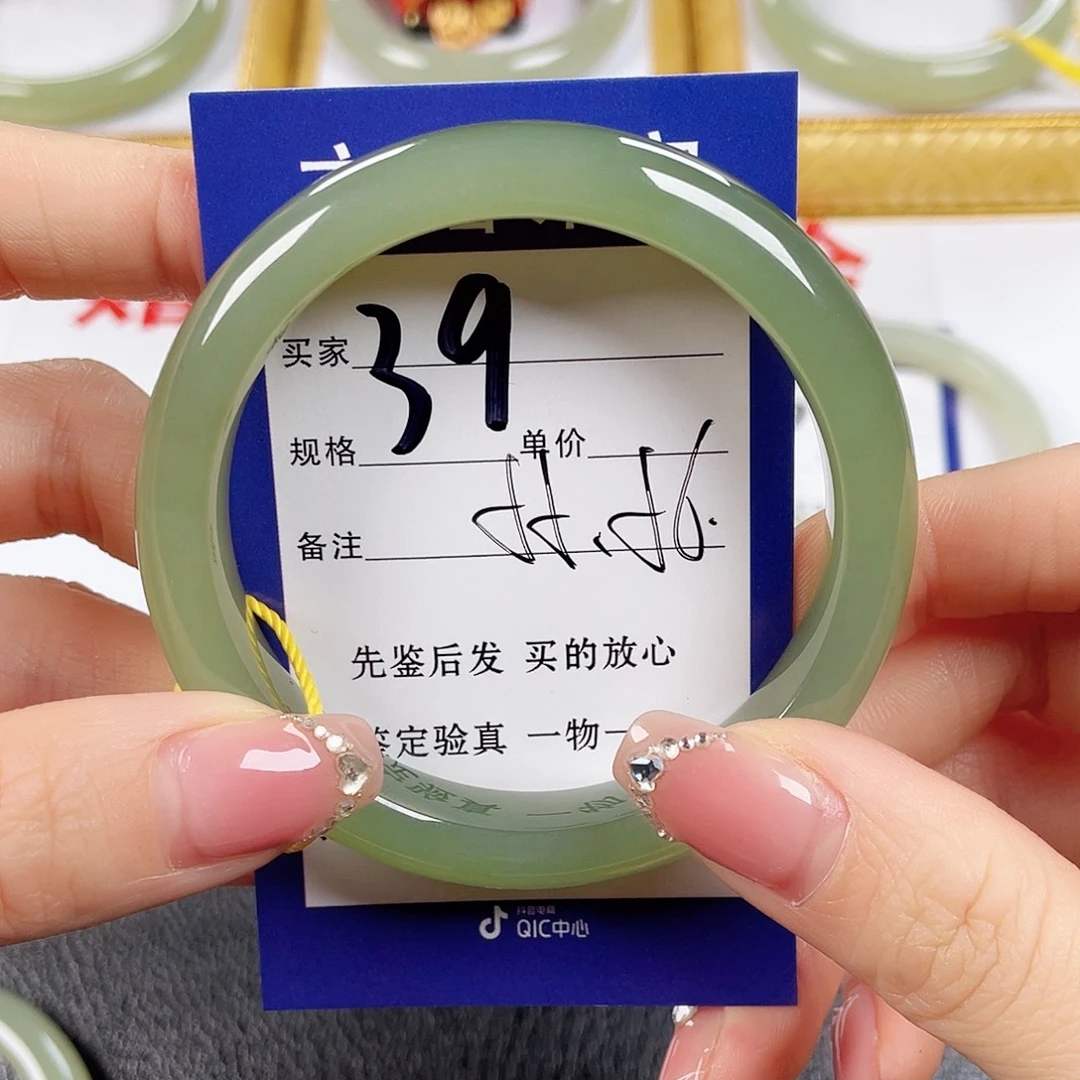 买家 39
规格 单价
备注
先鉴后发 买的放心
鉴定验真 一物一
抖音电商
QIC中心